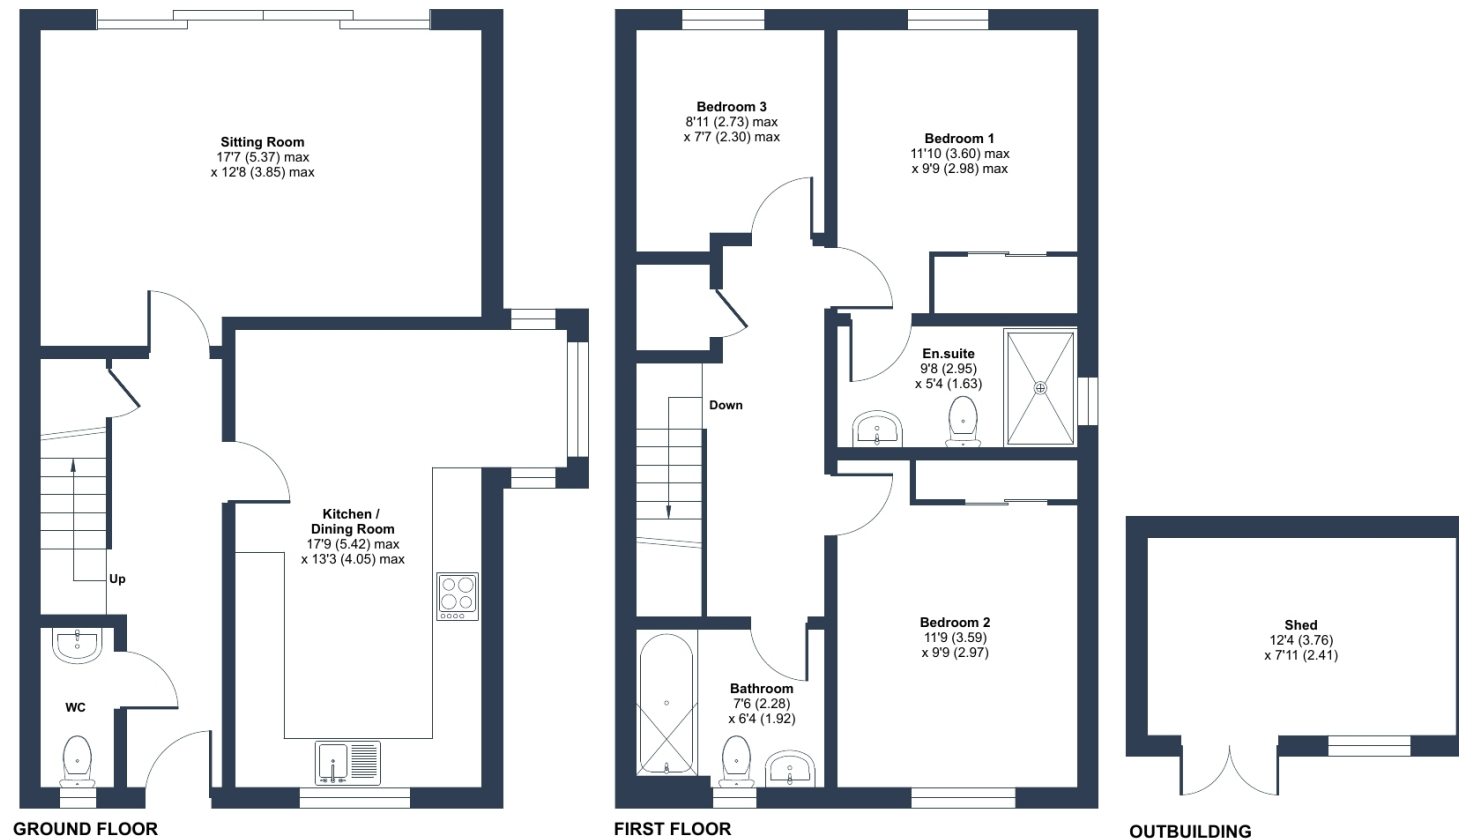 Sitting Room
17'7 (5.37) max
x 12'8 (3.85) max
Kitchen /
Dining Room
17'9 (5.42) max
x 13'3 (4.05) max
Up
WC
GROUND FLOOR
Bedroom 3
8'11 (2.73) max
x 7'7 (2.30) max
Bedroom 1
11'10 (3.60) max
x 9'9 (2.98) max
En.suite
9'8 (2.95)
x 5'4 (1.63)
Down
Bedroom 2
11'9 (3.59)
x 9'9 (2.97)
Bathroom
7'6 (2.28)
x 6'4 (1.92)
FIRST FLOOR
Shed
12'4 (3.76)
x 7'11 (2.41)
OUTBUILDING